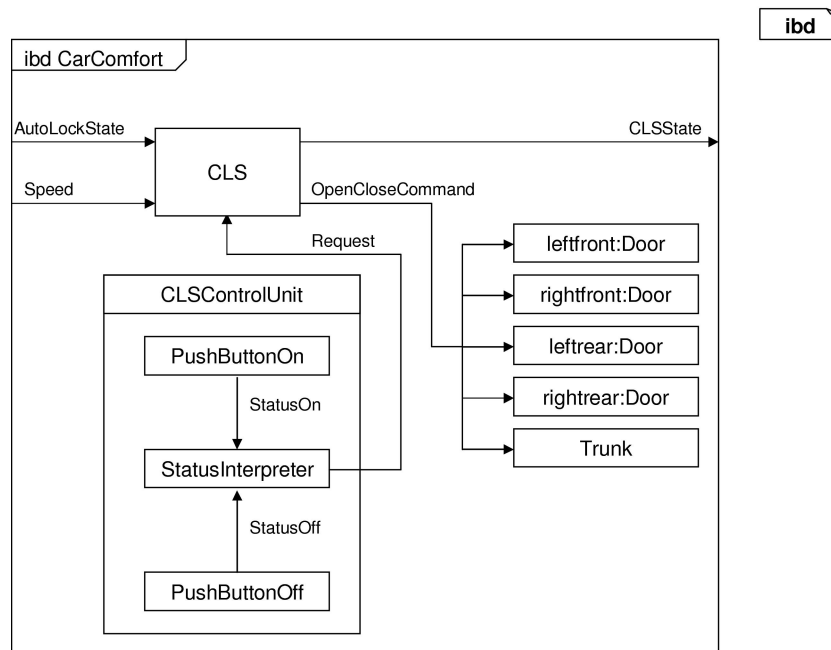 ibd
ibd CarComfort
AutoLockState
CLSState
CLS
Speed
OpenCloseCommand
Request
leftfront:Door
CLSControlUnit
rightfront:Door
PushButtonOn
leftrear:Door
StatusOn
rightrear:Door
StatusInterpreter
Trunk
StatusOff
PushButtonOff